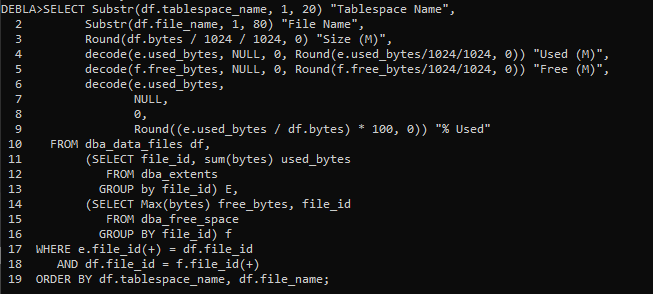 DEBLA>SELECT Substr(df.tablespace_name, 1, 20) "Tablespace Name",
  2         Substr(df.file_name, 1, 80) "File Name",
  3         Round(df.bytes / 1024 / 1024, 0) "Size (M)",
  4         decode(e.used_bytes, NULL, 0, Round(e.used_bytes/1024/1024, 0)) "Used (M)",
  5         decode(f.free_bytes, NULL, 0, Round(f.free_bytes/1024/1024, 0)) "Free (M)",
  6         decode(e.used_bytes,
  7                NULL,
  8                0,
  9                Round((e.used_bytes / df.bytes) * 100, 0)) "% Used"
 10    FROM dba_data_files df,
 11         (SELECT file_id, sum(bytes) used_bytes
 12            FROM dba_extents
 13           GROUP by file_id) E,
 14         (SELECT Max(bytes) free_bytes, file_id
 15            FROM dba_free_space
 16           GROUP BY file_id) f
 17  WHERE e.file_id(+) = df.file_id
 18     AND df.file_id = f.file_id(+)
 19  ORDER BY df.tablespace_name, df.file_name;